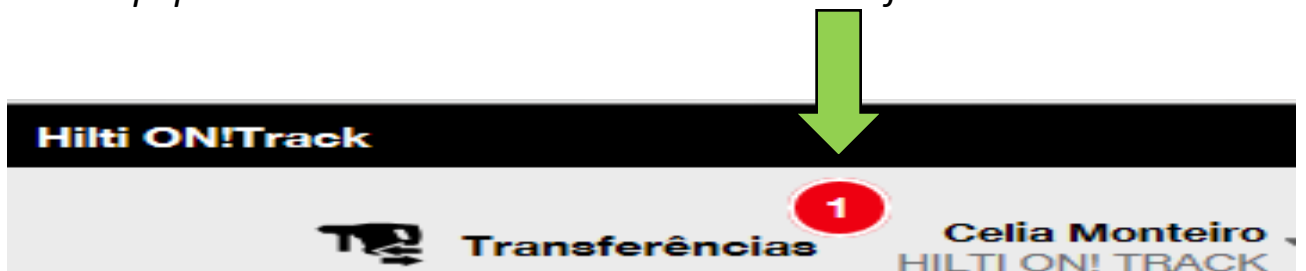 Hilti ON!Track
1
Transferências
Celia Monteiro
HILTI ON! TRACK